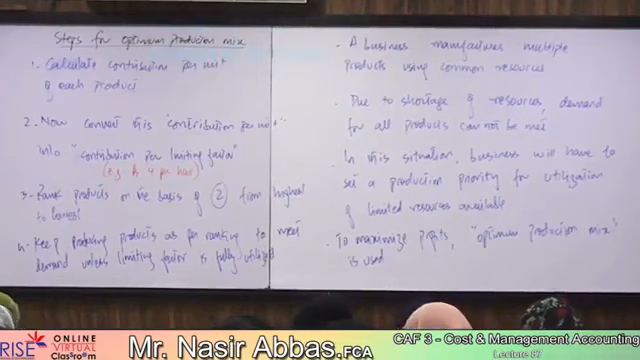 Steps for optimum production mix
1. Calculate contribution per unit
of each product
2. Now convert this "contribution per unit"
into "contribution per limiting factor"
(e.g. Rs 4 per hour)
3. Rank products on the basis of 2 from highest
to lowest
4. Keep producing products as per ranking to meet
demand unless limiting factor is fully utilized
- A business manufactures multiple
products using common resources
- Due to shortage of resources, demand
for all products can not be met
- In this situation, business will have to
set a production priority for utilization
of limited resources available
- To maximize profits, "optimum production mix"
is used
RISE ONLINE
VIRTUAL
Classroom
Mr. Nasir Abbas.FCA
CAF 3 - Cost & Management Accounting
Lecture #7